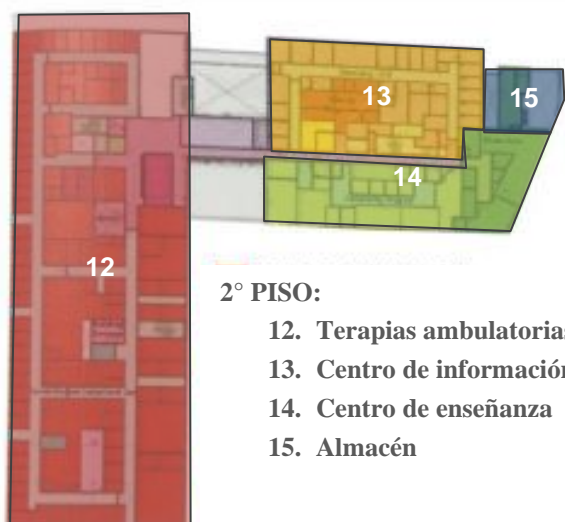 13
15
14
12
2° PISO:
12. Terapias ambulatorias
13. Centro de información
14. Centro de enseñanza
15. Almacén